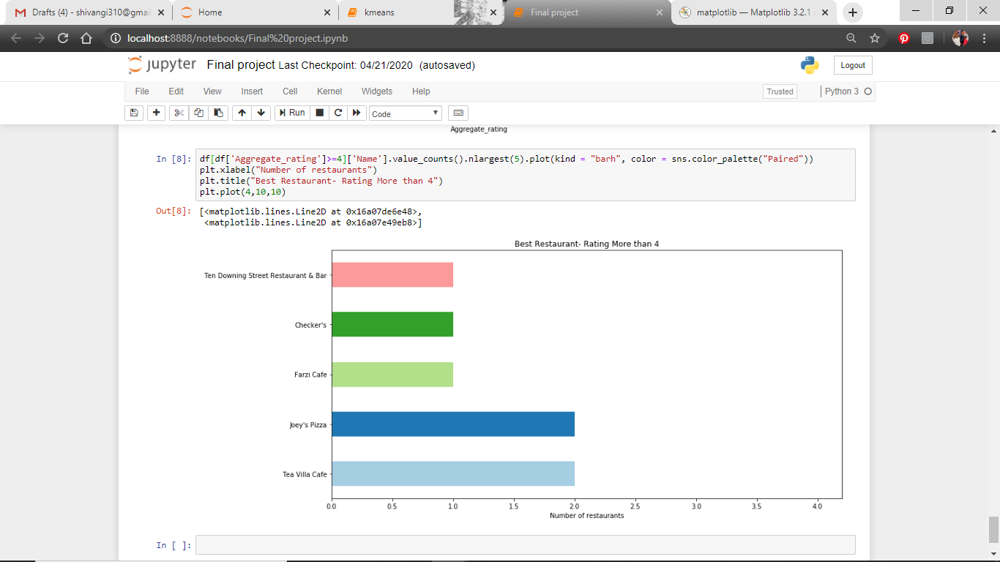 Drafts (4) - shivangi310@gmai
Home
kmeans
Final project
matplotlib — Matplotlib 3.2.1
localhost:8888/notebooks/Final%20project.ipynb
jupyter Final project Last Checkpoint: 04/21/2020 (autosaved)
Logout
File Edit View Insert Cell Kernel Widgets Help
Trusted
Python 3
Run
Code
Aggregate_rating
In [8]: df[df['Aggregate_rating']>=4]['Name'].value_counts().nlargest(5).plot(kind = "barh", color = sns.color_palette("Paired"))
plt.xlabel("Number of restaurants")
plt.title("Best Restaurant- Rating More than 4")
plt.plot(4,10,10)
Out[8]: [<matplotlib.lines.Line2D at 0x16a07de6e48>,
<matplotlib.lines.Line2D at 0x16a07e49eb8>]
Best Restaurant- Rating More than 4
Ten Downing Street Restaurant & Bar
Checker's
Farzi Cafe
Joey's Pizza
Tea Villa Cafe
0.0 0.5 1.0 1.5 2.0 2.5 3.0 3.5 4.0
Number of restaurants
In [ ]: